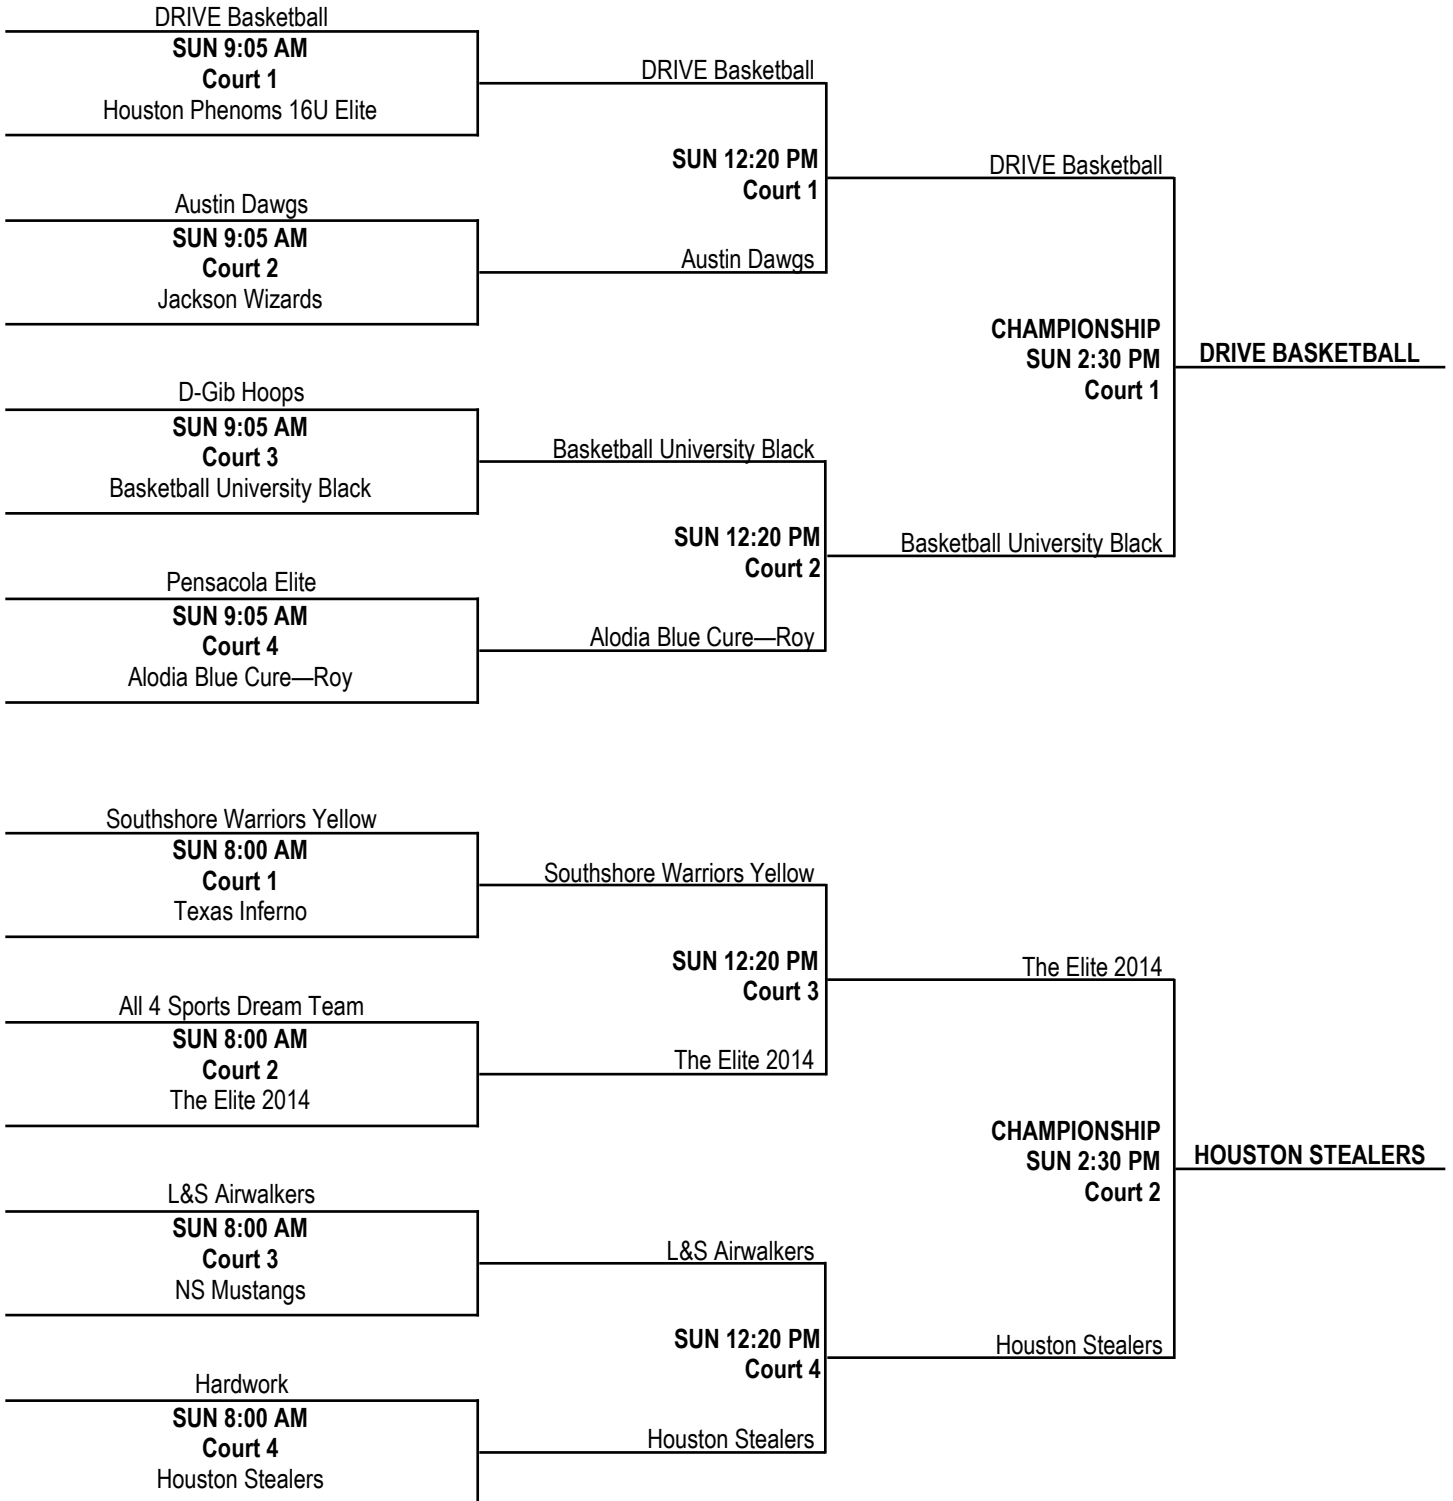 DRIVE Basketball
SUN 9:05 AM
Court 1
Houston Phenoms 16U Elite
Austin Dawgs
SUN 9:05 AM
Court 2
Jackson Wizards
D-Gib Hoops
SUN 9:05 AM
Court 3
Basketball University Black
Pensacola Elite
SUN 9:05 AM
Court 4
Alodia Blue Cure—Roy
DRIVE Basketball
SUN 12:20 PM
Court 1
Austin Dawgs
Basketball University Black
SUN 12:20 PM
Court 2
Alodia Blue Cure—Roy
DRIVE Basketball
CHAMPIONSHIP
SUN 2:30 PM
Court 1
Basketball University Black
DRIVE BASKETBALL
Southshore Warriors Yellow
SUN 8:00 AM
Court 1
Texas Inferno
All 4 Sports Dream Team
SUN 8:00 AM
Court 2
The Elite 2014
L&S Airwalkers
SUN 8:00 AM
Court 3
NS Mustangs
Hardwork
SUN 8:00 AM
Court 4
Houston Stealers
Southshore Warriors Yellow
SUN 12:20 PM
Court 3
The Elite 2014
L&S Airwalkers
SUN 12:20 PM
Court 4
Houston Stealers
The Elite 2014
CHAMPIONSHIP
SUN 2:30 PM
Court 2
Houston Stealers
HOUSTON STEALERS